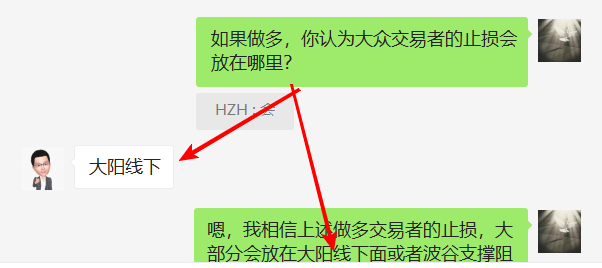 如果做多，你认为大众交易者的止损会
放在哪里？
HZH : 会
大阳线下
嗯，我相信上述做多交易者的止损，大
部分会放在大阳线下面或者波谷支撑阻